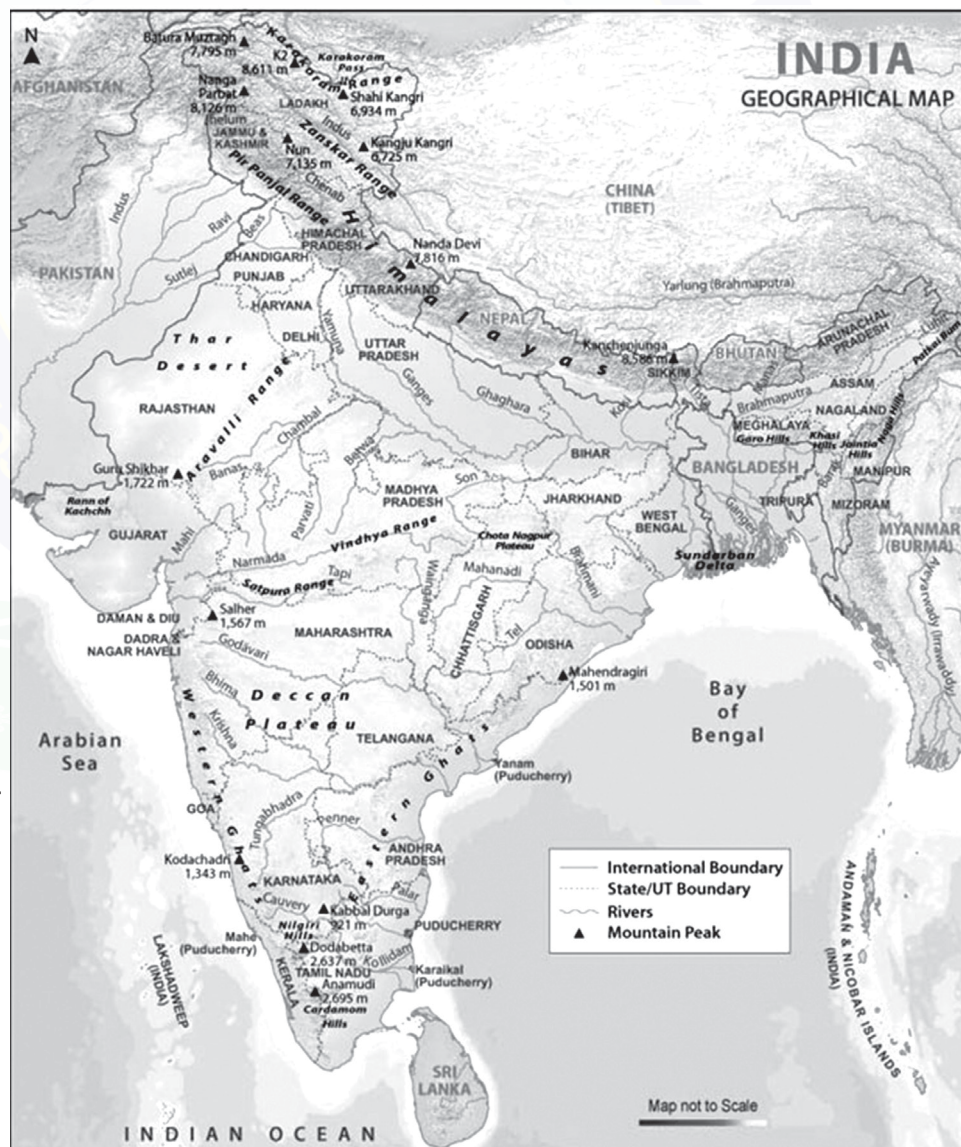 INDIA
GEOGRAPHICAL MAP
N
Batura Muztagh
7,795 m
K2
8,611 m
Karakoram Range
Karakoram
Pass
Nanga
Parbat
8,126 m
Shahi Kangri
6,934 m
AFGHANISTAN
LADAKH
Indus
JAMMU &
KASHMIR
Nun
7,135 m
Zanskar Range
Kangju Kangri
6,725 m
Pir Panjal Range
Chenab
CHINA
(TIBET)
Indus
Ravi
Beas
Himalayas
HIMACHAL
PRADESH
Nanda Devi
7,816 m
PAKISTAN
Sutlej
CHANDIGARH
PUNJAB
UTTARAKHAND
Yarlung (Brahmaputra)
HARYANA
NEPAL
ARUNACHAL
PRADESH
Thar
Desert
DELHI
Yamuna
UTTAR
PRADESH
Kanchenjunga
8,586 m
SIKKIM
BHUTAN
Manas
ASSAM
RAJASTHAN
Aravalli Range
Ganges
Ghaghara
Kosi
Brahmaputra
NAGALAND
Naga Hills
Chambal
MEGHALAYA
Garo Hills
Khasi
Hills
Jaintia
Hills
Guru Shikhar
1,722 m
Banas
BIHAR
BANGLADESH
Barak
MANIPUR
Rann of
Kachchh
Parvati
MADHYA
PRADESH
Son
JHARKHAND
WEST
BENGAL
Ganges
TRIPURA
MIZORAM
GUJARAT
Mahi
Vindhya Range
Chota Nagpur
Plateau
MYANMAR
(BURMA)
Narmada
Tapi
Satpura Range
Wainganga
Mahanadi
Brahmani
Sundarban
Delta
Ayeyarwady (Irrawaddy)
DAMAN & DIU
Salher
1,567 m
DADRA &
NAGAR HAVELI
MAHARASHTRA
CHHATTISGARH
Tel
ODISHA
Godavari
Mahendragiri
1,501 m
Bhima
Deccan
Plateau
Bay
of
Bengal
Arabian
Sea
Western Ghats
Krishna
TELANGANA
Eastern Ghats
Yanam
(Puducherry)
GOA
Tungabhadra
Penner
ANDHRA
PRADESH
Kodachadri
1,343 m
KARNATAKA
Palar
International Boundary
State/UT Boundary
Rivers
Mountain Peak
Cauvery
Kabbal Durga
921 m
PUDUCHERRY
Mahe
(Puducherry)
Nilgiri
Hills
Dodabetta
2,637 m
Kollidam
KERALA
TAMIL NADU
Karaikal
(Puducherry)
Anamudi
2,695 m
Cardamom
Hills
LAKSHADWEEP
(INDIA)
ANDAMAN & NICOBAR ISLANDS
(INDIA)
SRI
LANKA
Map not to Scale
INDIAN OCEAN